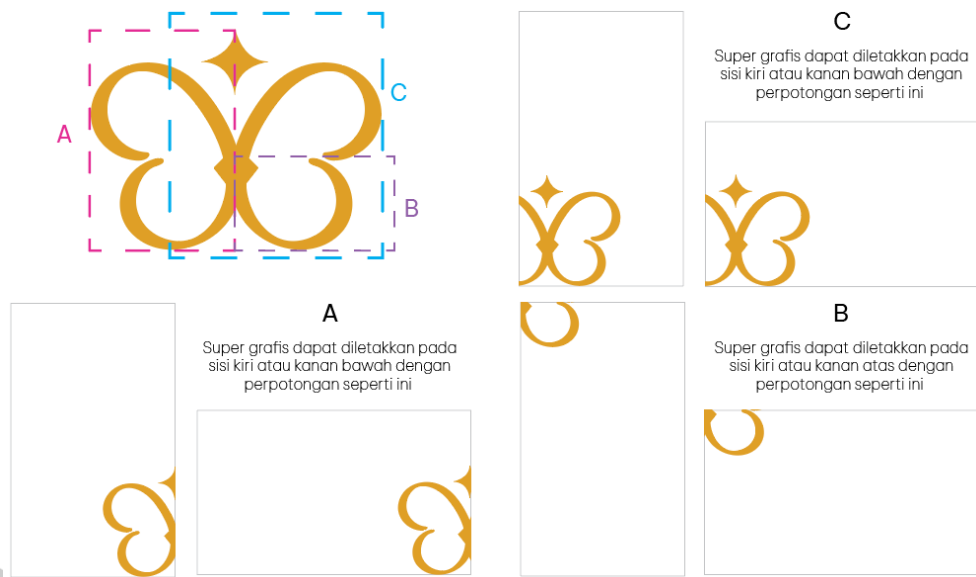 A
C
B
C
Super grafis dapat diletakkan pada
sisi kiri atau kanan bawah dengan
perpotongan seperti ini
A
Super grafis dapat diletakkan pada
sisi kiri atau kanan bawah dengan
perpotongan seperti ini
B
Super grafis dapat diletakkan pada
sisi kiri atau kanan atas dengan
perpotongan seperti ini